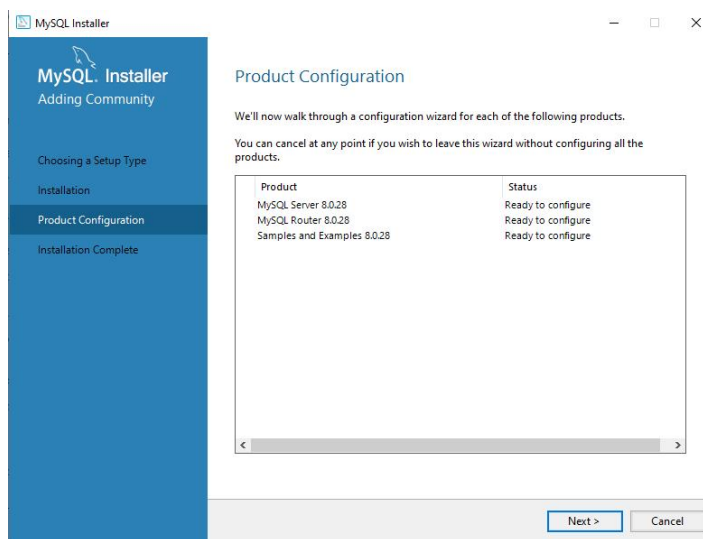 MySQL Installer
MySQL. Installer
Adding Community
Choosing a Setup Type
Installation
Product Configuration
Installation Complete
Product Configuration
We'll now walk through a configuration wizard for each of the following products.
You can cancel at any point if you wish to leave this wizard without configuring all the
products.
Product Status
MySQL Server 8.0.28 Ready to configure
MySQL Router 8.0.28 Ready to configure
Samples and Examples 8.0.28 Ready to configure
Next > Cancel